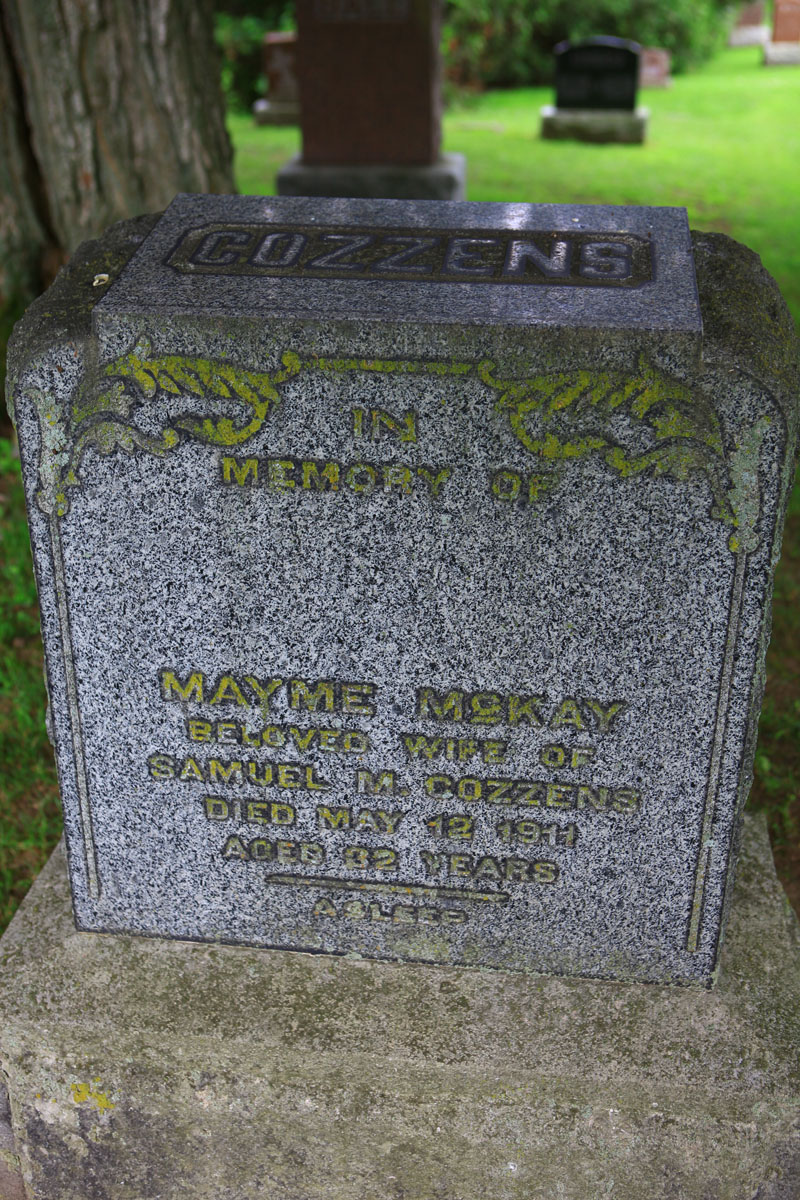 COZZENS
IN
MEMORY OF
MAYME McKAY
BELOVED WIFE OF
SAMUEL M. COZZENS
DIED MAY 12 1911
AGED 32 YEARS
ASLEEP